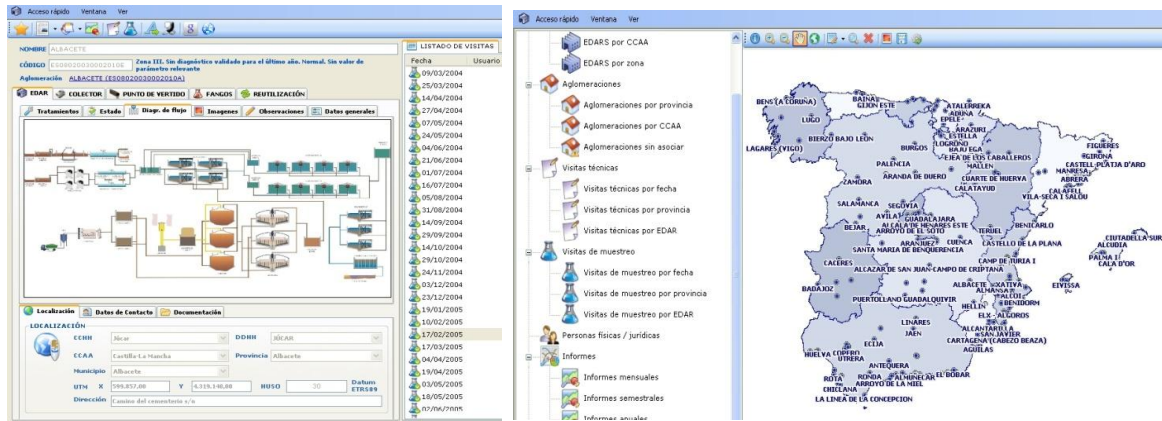 Acceso rápido Ventana Ver
NOMBRE ALBACETE
CÓDIGO ES0802003000201OE Zona III. Sin diagnóstico validado para el último año. Normal. Sin valor de
parámetro relevante
Aglomeración ALBACETE (ES08020030002010A)
EDAR COLECTOR PUNTO DE VERTIDO FANGOS REUTILIZACIÓN
Tratamientos Estado Diagr. de flujo Imagenes Observaciones Datos generales
Localización Datos de Contacto Documentación
LOCALIZACIÓN
CCHH Júcar DDHH JÚCAR
CCAA Castilla-La Mancha Provincia Albacete
Municipio Albacete
UTM X 599.857,00 Y 4.319.146,00 HUSO 30 Datum
ETRS89
Dirección Camino del cementerio s/n
LISTADO DE VISITAS
Fecha Usuario
09/03/2004
25/03/2004
14/04/2004
27/04/2004
07/05/2004
24/05/2004
04/06/2004
21/06/2004
01/07/2004
16/07/2004
05/08/2004
31/08/2004
14/09/2004
29/09/2004
14/10/2004
29/10/2004
24/11/2004
03/12/2004
23/12/2004
19/01/2005
10/02/2005
17/02/2005
17/03/2005
04/04/2005
19/04/2005
03/05/2005
18/05/2005
02/06/2005
Acceso rápido Ventana Ver
EDARS por CCAA
EDARS por zona
Aglomeraciones
Aglomeraciones por provincia
Aglomeraciones por CCAA
Aglomeraciones sin asociar
Visitas técnicas
Visitas técnicas por fecha
Visitas técnicas por provincia
Visitas técnicas por EDAR
Visitas de muestreo
Visitas de muestreo por fecha
Visitas de muestreo por provincia
Visitas de muestreo por EDAR
Personas físicas / jurídicas
Informes
Informes mensuales
Informes semestrales
Informes anuales
BENS (A CORUÑA)
BAIÑA
GIJON ESTE
ATALERREKA
ADUNA
EPELE
LUGO
ARAZURI
ESTELLA
LOGROÑO
BAJO EGA
FIGUERES
GIRONA
BIERZO BAJO LEÓN
BURGOS
EJEA DE LOS CABALLEROS
CASTELL-PLATJA D'ARO
LAGARES (VIGO)
MALLEN
MANRESA
ABRERA
PALENCIA
CUARTE DE HUERVA
CALAFELL
ZAMORA
ARANDA DE DUERO
CALATAYUD
VILA-SECA I SALOU
SALAMANCA
SEGOVIA
AVILA
GUADALAJARA
BENICARLO
BEJAR
ALCALA DE HENARES ESTE
ARROYO DE EL SOTO
TERUEL
CIUTADELLA SUR
ARANJUEZ
CUENCA
CASTELLO DE LA PLANA
ALCUDIA
SANTA MARIA DE BENQUERENCIA
PALMA I
CALA D'OR
CACERES
CAMP DE TURIA I
ALCAZAR DE SAN JUAN-CAMPO DE CRIPTANA
EIVISSA
BADAJOZ
ALBACETE
XATIVA
ALMANSA
ALCOI
PUERTOLLANO
GUADALQUIVIR
BENIDORM
HELLIN
ELX-ALGOROS
LINARES
ALCANTARILLA
JAEN
SAN JAVIER
ECIJA
CARTAGENA (CABEZO BEAZA)
AGUILAS
HUELVA
COPERO
UTRERA
ANTEQUERA
ROTA
RONDA
ALMUÑECAR
EL BOBAR
ARROYO DE LA MIEL
CHICLANA
LA LINEA DE LA CONCEPCION